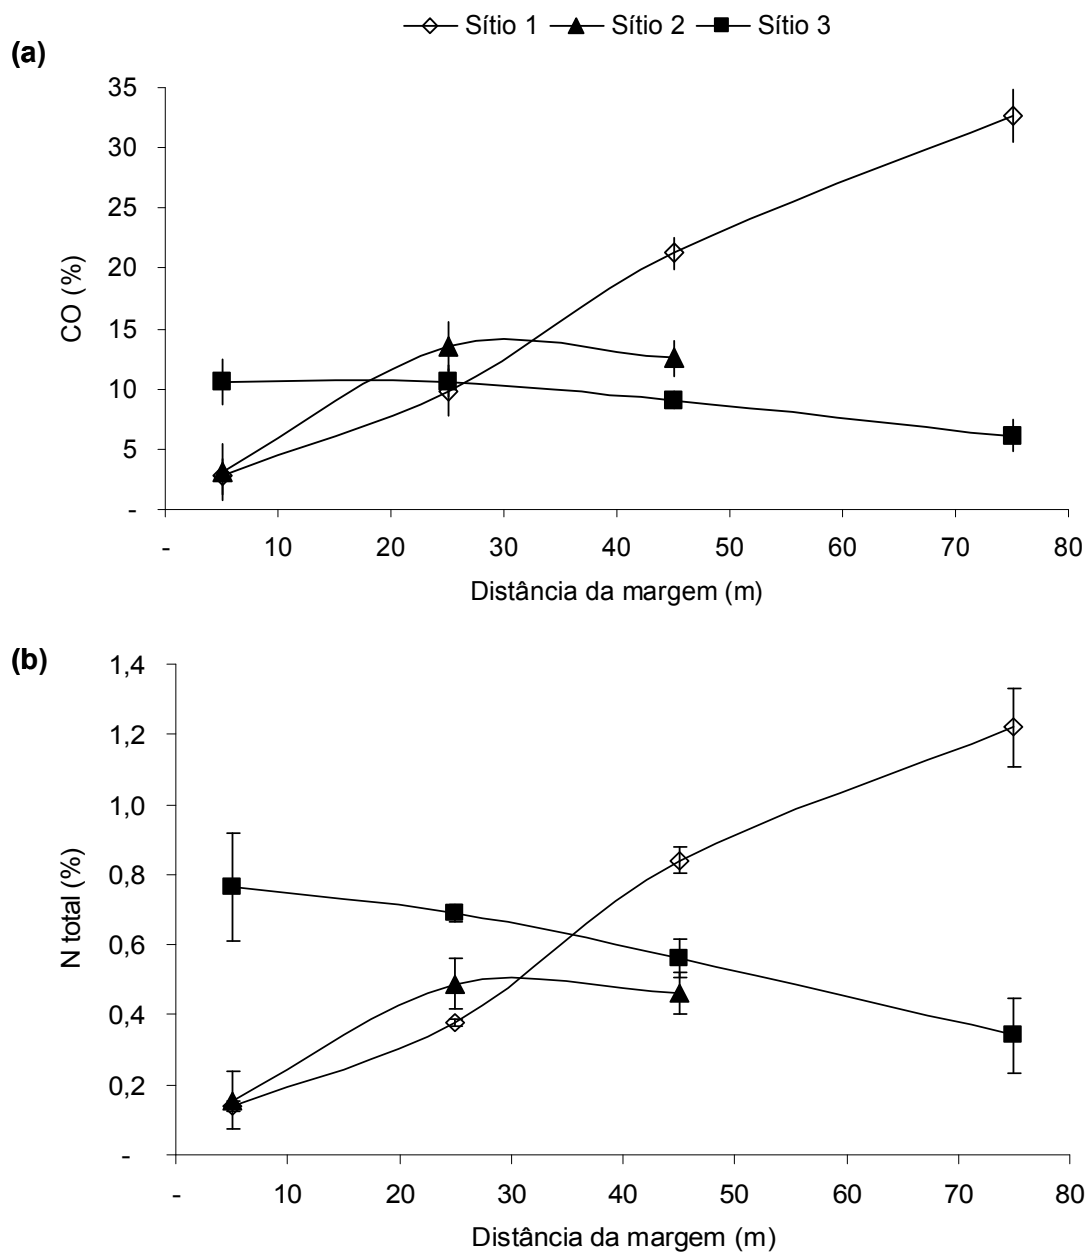 Sítio 1 Sítio 2 Sítio 3
(a)
35
30
25
20
15
10
5
-
CO (%)
- 10 20 30 40 50 60 70 80
Distância da margem (m)
(b)
1,4
1,2
1,0
0,8
0,6
0,4
0,2
-
N total (%)
- 10 20 30 40 50 60 70 80
Distância da margem (m)